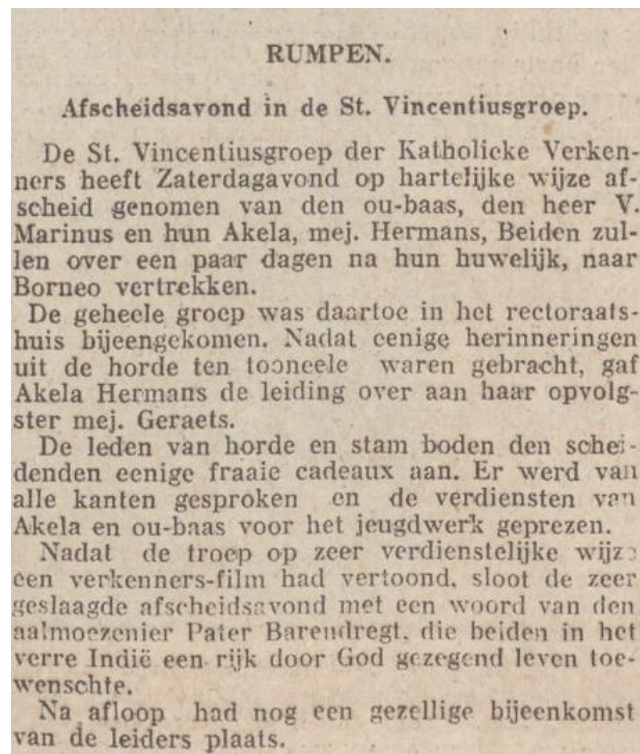 RUMPEN.
Afscheidsavond in de St. Vincentiusgroep.
De St. Vincentiusgroep der Katholieke Verken-
ners heeft Zaterdagavond op hartelijke wijze af-
scheid genomen van den ou-baas, den heer V.
Marinus en hun Akela, mej. Hermans, Beiden zul-
len over een paar dagen na hun huwelijk, naar
Borneo vertrekken.
De geheele groep was daartoe in het rectoraats-
huis bijeengekomen. Nadat eenige herinneringen
uit de horde ten tooneele waren gebracht, gaf
Akela Hermans de leiding over aan haar opvolg-
ster mej. Geraets.
De leden van horde en stam boden den schei-
denden eenige fraaie cadeaux aan. Er werd van
alle kanten gesproken en de verdiensten van
Akela en ou-baas voor het jeugdwerk geprezen.
Nadat de troep op zeer verdienstelijke wijze
een verkenners-film had vertoond, sloot de zeer
geslaagde afscheidsavond met een woord van den
aalmoezenier Pater Barendregt, die beiden in het
verre Indië een rijk door God gezegend leven toe-
wenschte.
Na afloop had nog een gezellige bijeenkomst
van de leiders plaats.